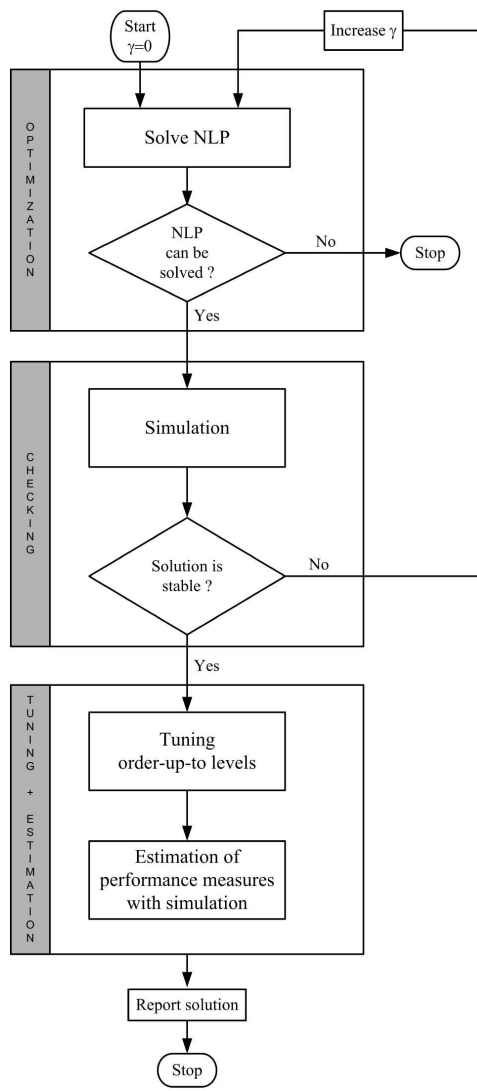 Start
γ=0
Increase γ
OPTIMIZATION
Solve NLP
NLP
can be
solved ?
No
Stop
Yes
CHECKING
Simulation
Solution is
stable ?
No
Yes
TUNING + ESTIMATION
Tuning
order-up-to levels
Estimation of
performance measures
with simulation
Report solution
Stop